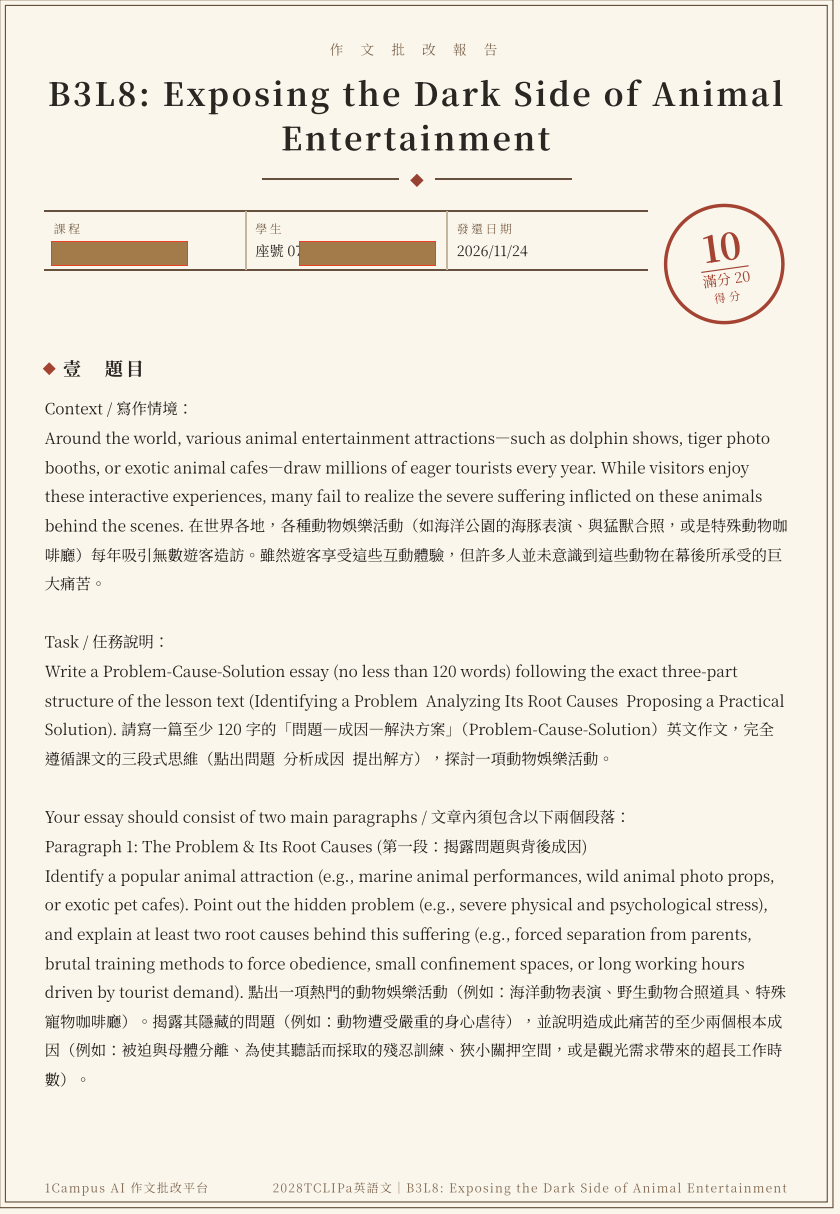 作文批改報告
B3L8: Exposing the Dark Side of Animal
Entertainment
課程
學生
座號 07
發還日期
2026/11/24
10
滿分 20
得分
壹 題目
Context / 寫作情境：
Around the world, various animal entertainment attractions—such as dolphin shows, tiger photo
booths, or exotic animal cafes—draw millions of eager tourists every year. While visitors enjoy
these interactive experiences, many fail to realize the severe suffering inflicted on these animals
behind the scenes. 在世界各地，各種動物娛樂活動（如海洋公園的海豚表演、與猛獸合照，或是特殊動物咖
啡廳）每年吸引無數遊客造訪。雖然遊客享受這些互動體驗，但許多人並未意識到這些動物在幕後所承受的巨
大痛苦。
Task / 任務說明：
Write a Problem-Cause-Solution essay (no less than 120 words) following the exact three-part
structure of the lesson text (Identifying a Problem Analyzing Its Root Causes Proposing a Practical
Solution). 請寫一篇至少 120 字的「問題—成因—解決方案」（Problem-Cause-Solution）英文作文，完全
遵循課文的三段式思維（點出問題 分析成因 提出解方），探討一項動物娛樂活動。
Your essay should consist of two main paragraphs / 文章內須包含以下兩個段落：
Paragraph 1: The Problem & Its Root Causes (第一段：揭露問題與背後成因)
Identify a popular animal attraction (e.g., marine animal performances, wild animal photo props,
or exotic pet cafes). Point out the hidden problem (e.g., severe physical and psychological stress),
and explain at least two root causes behind this suffering (e.g., forced separation from parents,
brutal training methods to force obedience, small confinement spaces, or long working hours
driven by tourist demand). 點出一項熱門的動物娛樂活動（例如：海洋動物表演、野生動物合照道具、特殊
寵物咖啡廳）。揭露其隱藏的問題（例如：動物遭受嚴重的身心虐待），並說明造成此痛苦的至少兩個根本成
因（例如：被迫與母體分離、為使其聽話而採取的殘忍訓練、狹小關押空間，或是觀光需求帶來的超長工作時
數）。
1Campus AI 作文批改平台
2028TCLIPa英語文｜B3L8: Exposing the Dark Side of Animal Entertainment